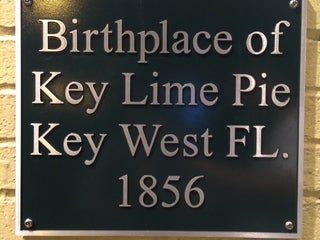 Birthplace of
Key Lime Pie
Key West FL.
1856